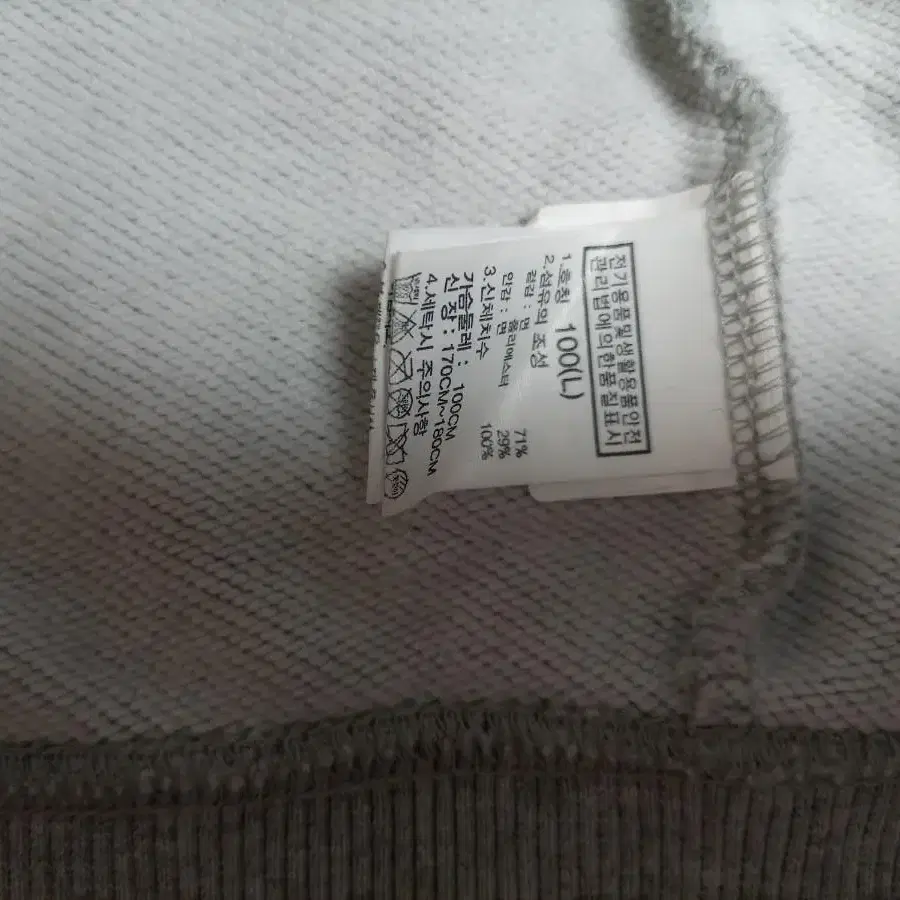 전기용품및생활용품안전
관리법에의한품질표시
1.호칭 100(L)
2.섬유의 조성
겉감 : 면 71%
폴리에스터 29%
안감 : 면 100%
3.신체치수
가슴둘레 : 100CM
신 장 : 170CM~180CM
4.세탁시 주의사항